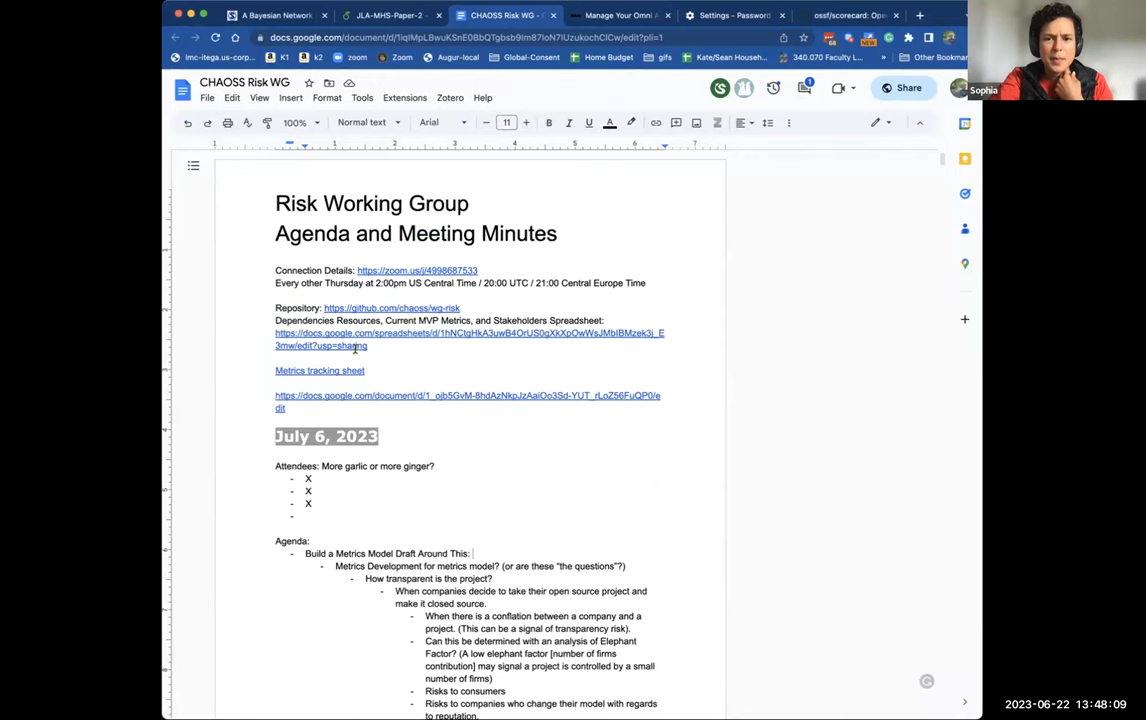 A Bayesian Network
JLA-MHS-Paper-2 –
CHAOSS Risk WG - G
Manage Your Omni A
Settings - Password
ossf/scorecard: Ope
docs.google.com/document/d/1iqIMpLBwuKSnE0BbQTgbsb9Im87IoN7IUzukochCICw/edit?pli=1
lmc-itega.us-corp...
K1
k2
zoom
Zoom
Augur-local
Global-Consent
Home Budget
gifs
Kate/Sean Househ...
340.070 Faculty L...
Other Bookmar
Sophia
CHAOSS Risk WG
File Edit View Insert Format Tools Extensions Zotero Help
Share
100% Normal text Arial 11
Risk Working Group
Agenda and Meeting Minutes
Connection Details: https://zoom.us/j/4998687533
Every other Thursday at 2:00pm US Central Time / 20:00 UTC / 21:00 Central Europe Time
Repository: https://github.com/chaoss/wg-risk
Dependencies Resources, Current MVP Metrics, and Stakeholders Spreadsheet:
https://docs.google.com/spreadsheets/d/1hNCtgHkA3uwB4OrUS0gXkXpOwWsJMbIBMzek3j_E
3mw/edit?usp=sharing
Metrics tracking sheet
https://docs.google.com/document/d/1_ojb5GvM-8hdAzNkpJzAaiOo3Sd-YUT_rLoZ56FuQP0/e
dit
July 6, 2023
Attendees: More garlic or more ginger?
- X
- X
- X
-
Agenda:
- Build a Metrics Model Draft Around This:
- Metrics Development for metrics model? (or are these “the questions”?)
- How transparent is the project?
- When companies decide to take their open source project and
make it closed source.
- When there is a conflation between a company and a
project. (This can be a signal of transparency risk).
- Can this be determined with an analysis of Elephant
Factor? (A low elephant factor [number of firms
contribution] may signal a project is controlled by a small
number of firms)
- Risks to consumers
- Risks to companies who change their model with regards
to reputation.
2023-06-22 13:48:09